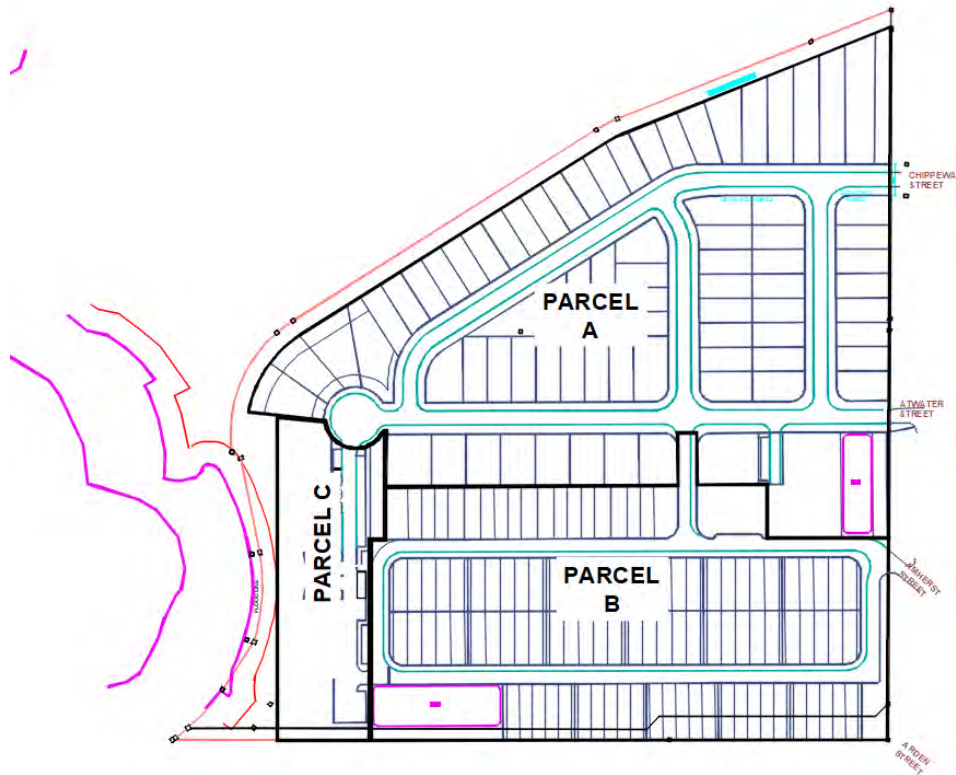 CHIPPEWA
STREET
PARCEL
A
ATWATER
STREET
PARCEL C
PARCEL
B
AMHERST
STREET
ARDEN
STREET